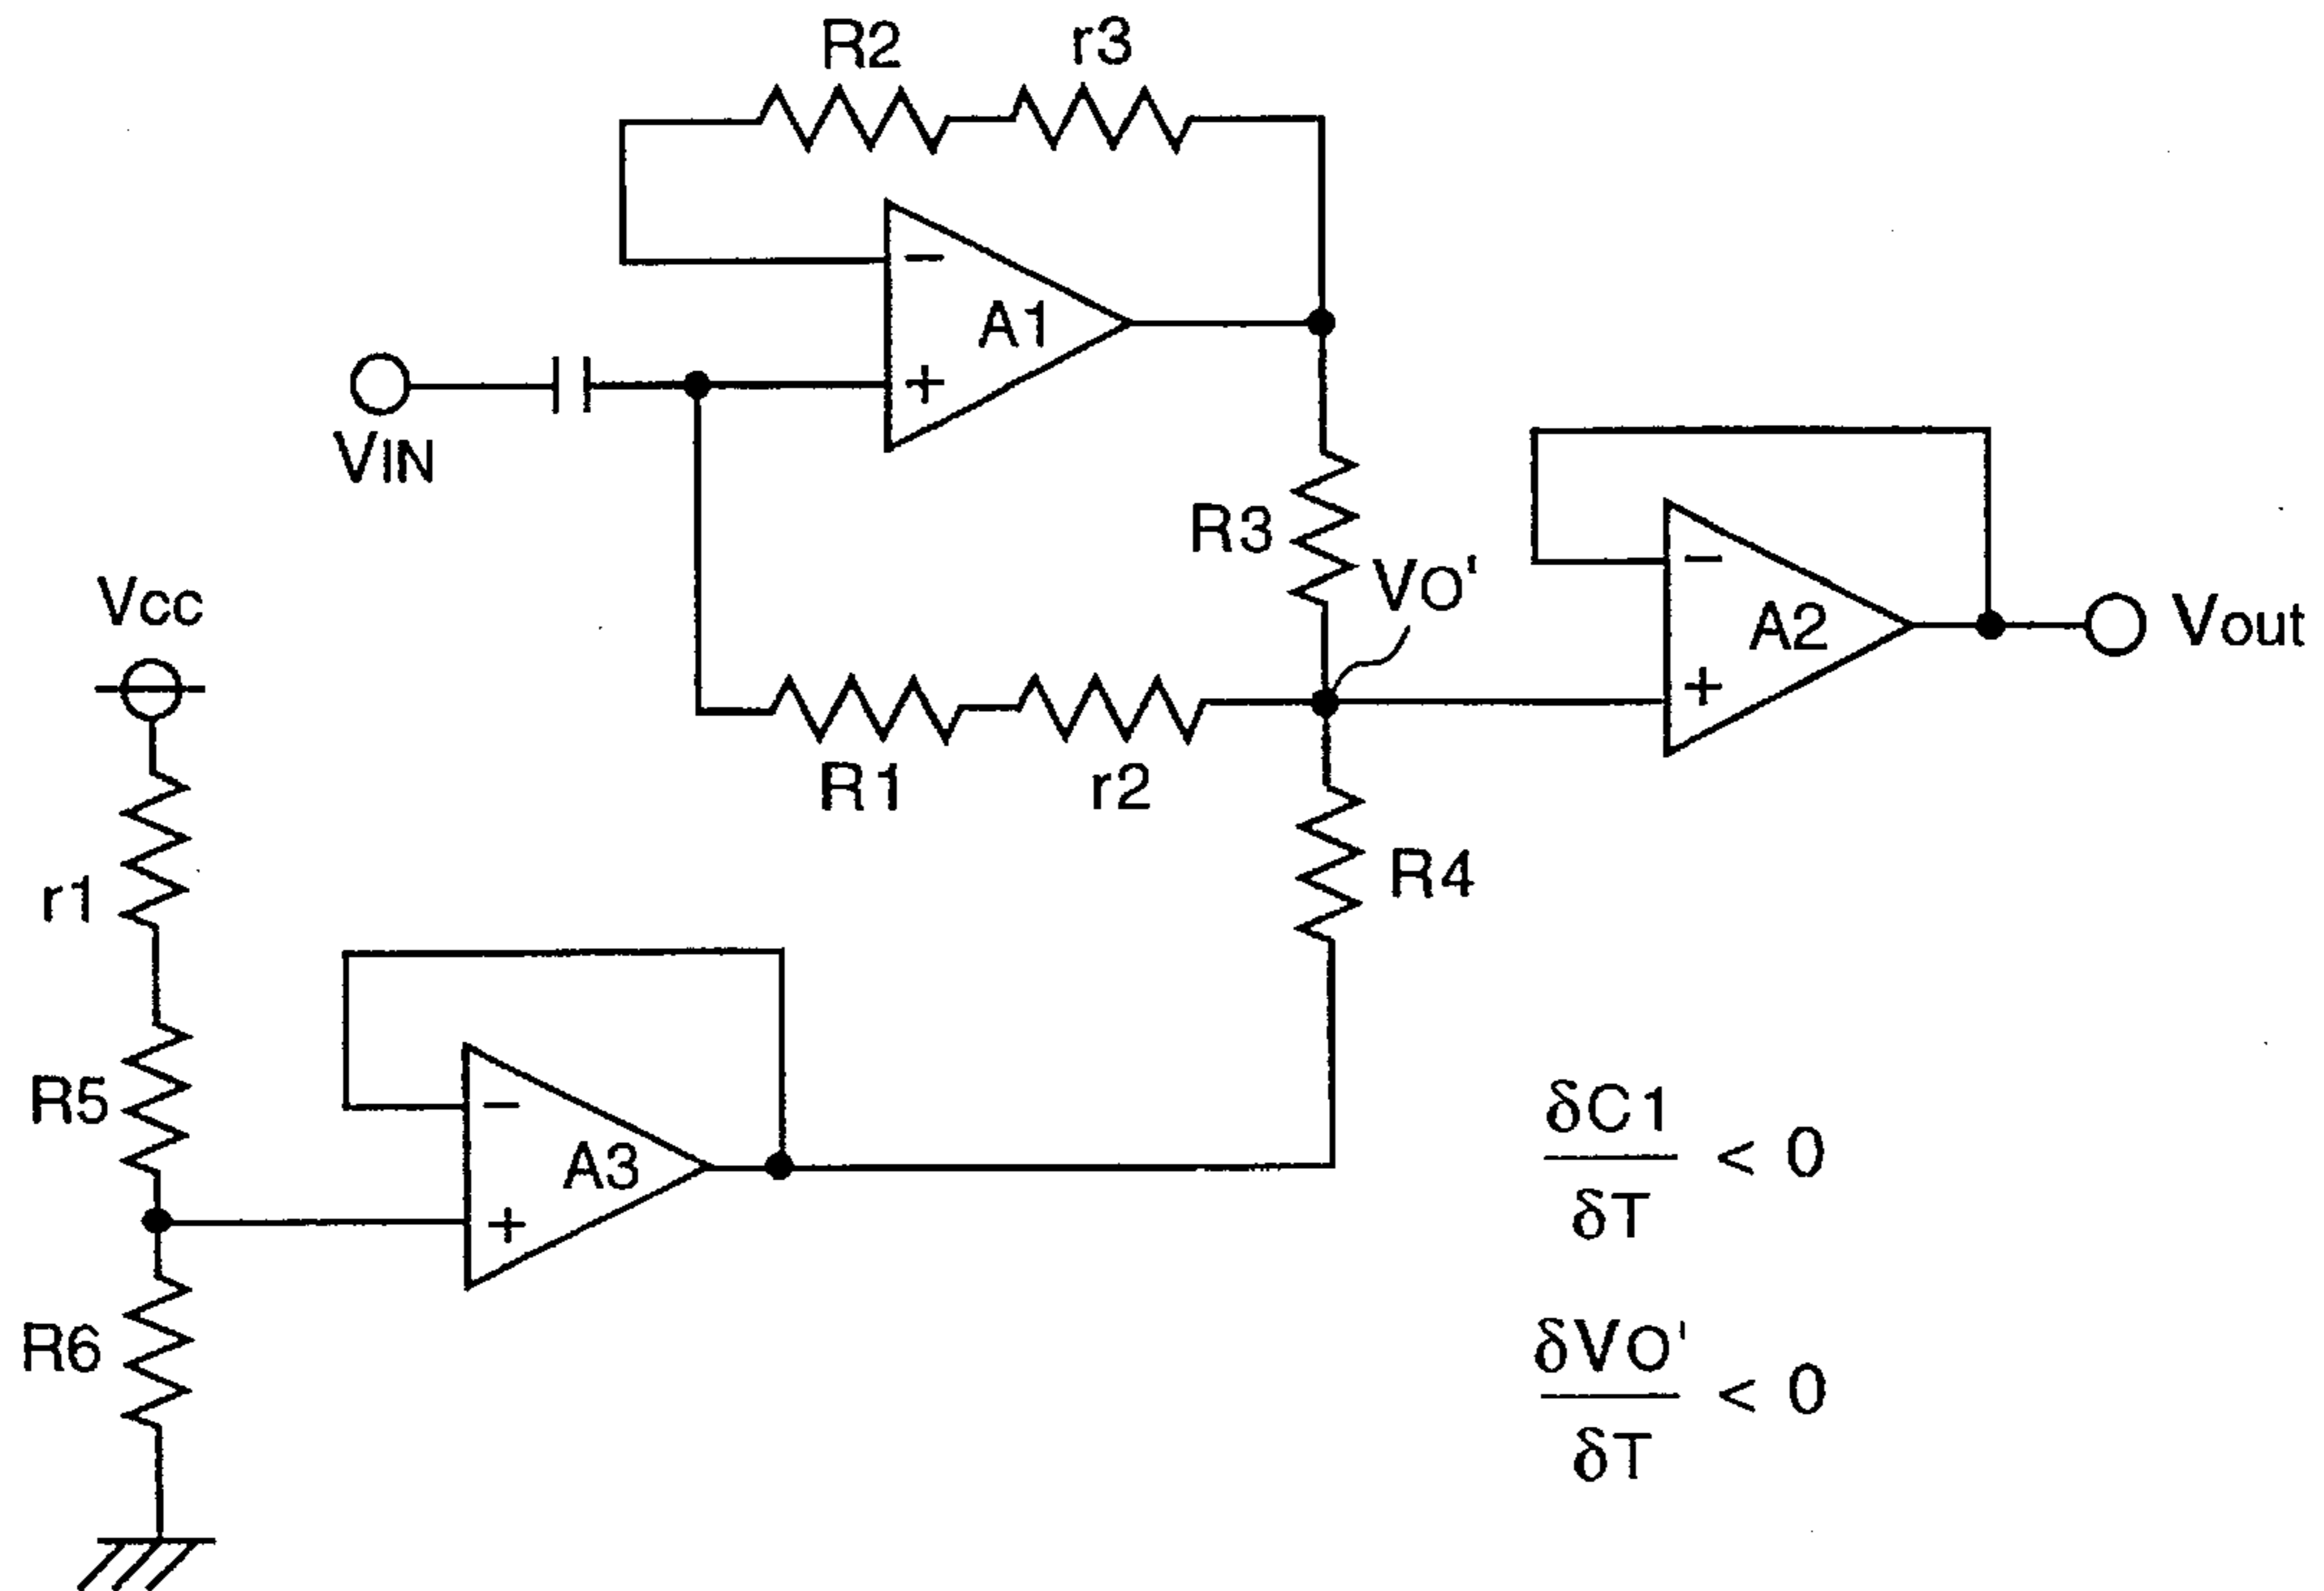 R2
r3
−
A1
+
VIN
R3
VO'
Vcc
−
A2
+
Vout
R1
r2
r1
R4
R5
−
A3
+
R6
δC1
δT
< 0
δVO'
δT
< 0